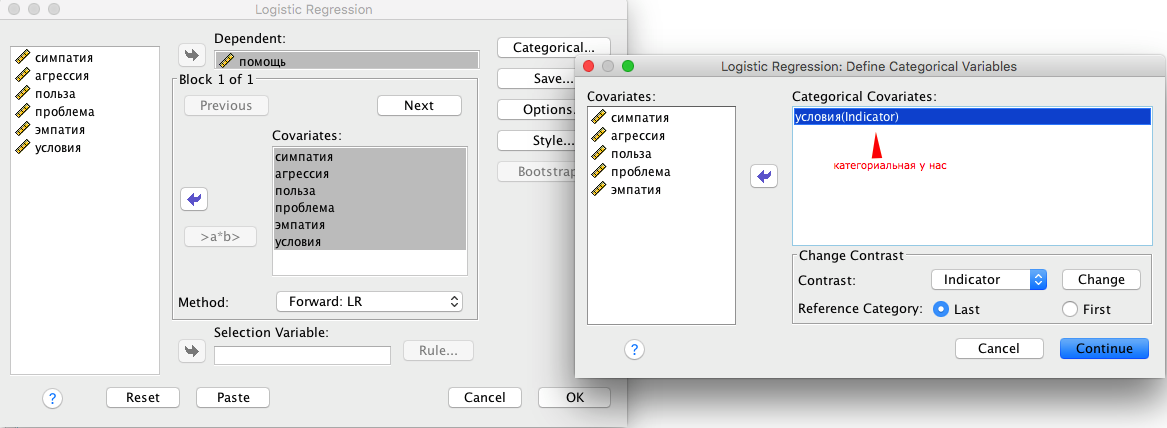 Logistic Regression
симпатия
агрессия
польза
проблема
эмпатия
условия
Dependent:
помощь
Block 1 of 1
Previous
Next
Covariates:
симпатия
агрессия
польза
проблема
эмпатия
условия
>a*b>
Method:
Forward: LR
Selection Variable:
Rule...
Categorical...
Save...
Options.
Style...
Bootstrap
?
Reset
Paste
Cancel
OK
Logistic Regression: Define Categorical Variables
Covariates:
симпатия
агрессия
польза
проблема
эмпатия
Categorical Covariates:
условия(Indicator)
категориальная у нас
Change Contrast
Contrast:
Indicator
Change
Reference Category:
Last
First
?
Cancel
Continue